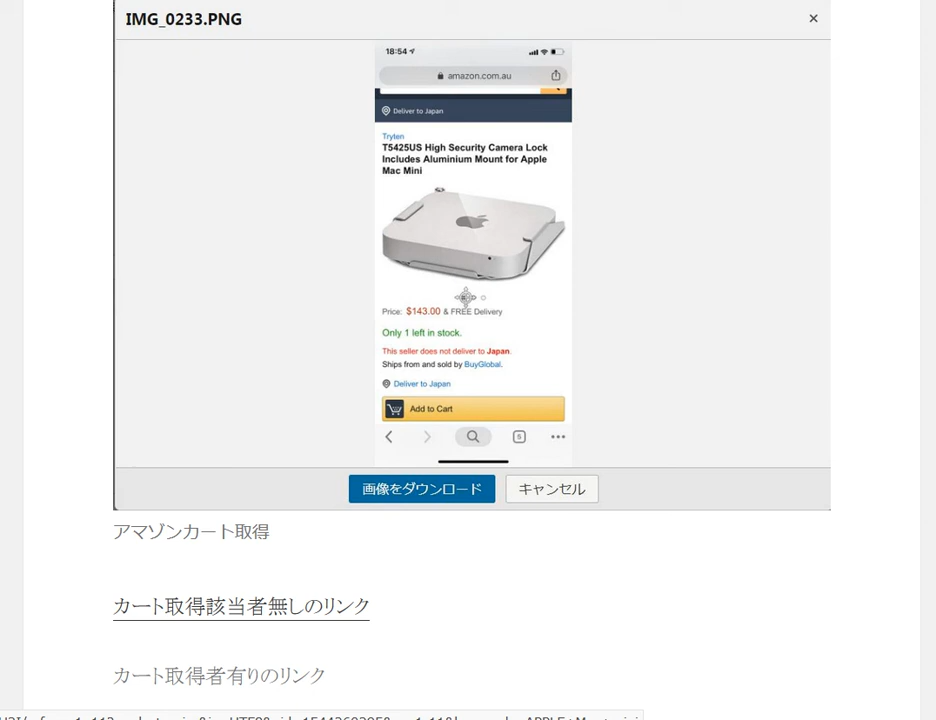 IMG_0233.PNG
×
18:54
amazon.com.au
Deliver to Japan
Tryten
T5425US High Security Camera Lock
Includes Aluminium Mount for Apple
Mac Mini
Price: $143.00 & FREE Delivery
Only 1 left in stock.
This seller does not deliver to Japan.
Ships from and sold by BuyGlobal.
Deliver to Japan
Add to Cart
5
画像をダウンロード
キャンセル
アマゾンカート取得
カート取得該当者無しのリンク
カート取得者有りのリンク